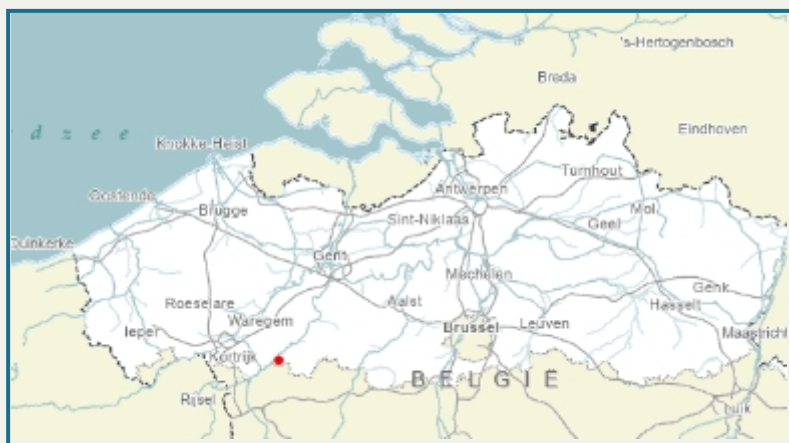 's-Hertogenbosch
Breda
d z e e
Eindhoven
Knokke-Heist
Turnhout
Oostende
Antwerpen
Brugge
Mol
Sint-Niklaas
Geel
Duinkerke
Gent
Mechelen
Genk
Roeselare
Aalst
Hasselt
Waregem
Ieper
Brussel
Leuven
Maastricht
Kortrijk
BELGIË
Rijsel
Luik